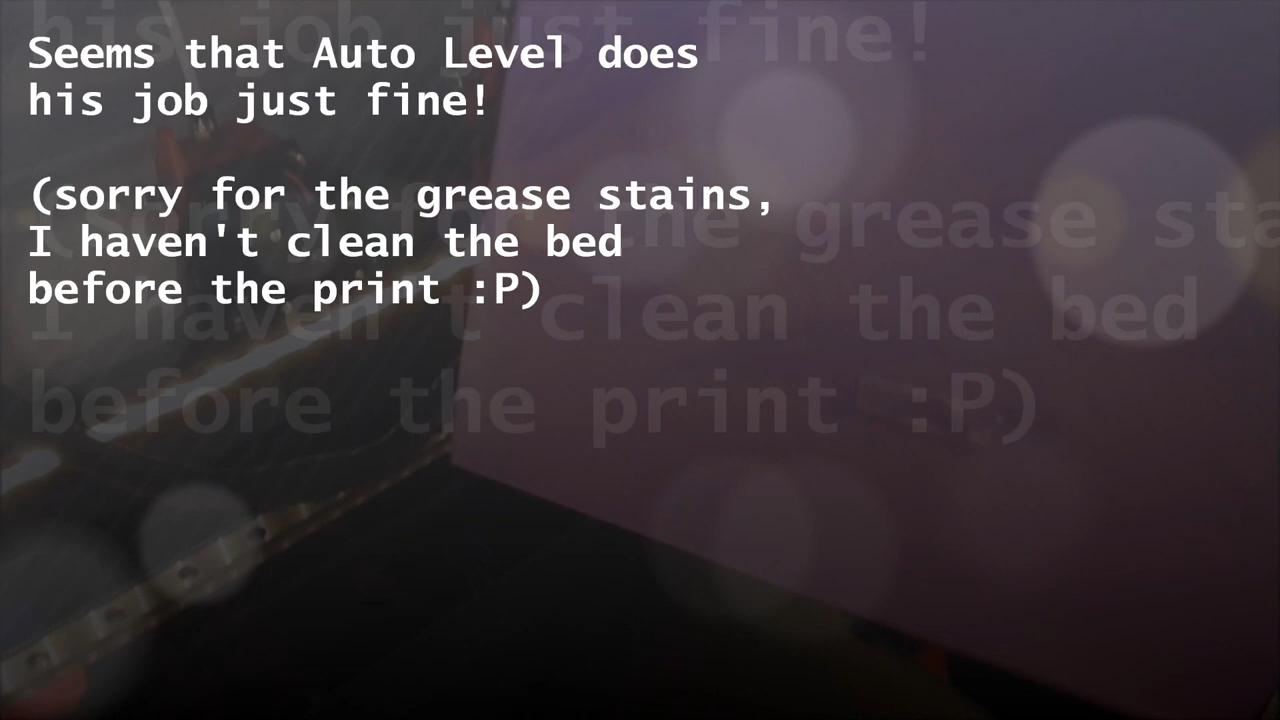 Seems that Auto Level does
his job just fine!
(sorry for the grease stains,
I haven't clean the bed
before the print :P)